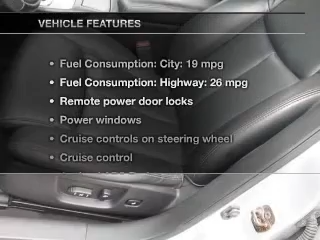 VEHICLE FEATURES
• Fuel Consumption: City: 19 mpg
• Fuel Consumption: Highway: 26 mpg
• Remote power door locks
• Power windows
• Cruise controls on steering wheel
• Cruise control